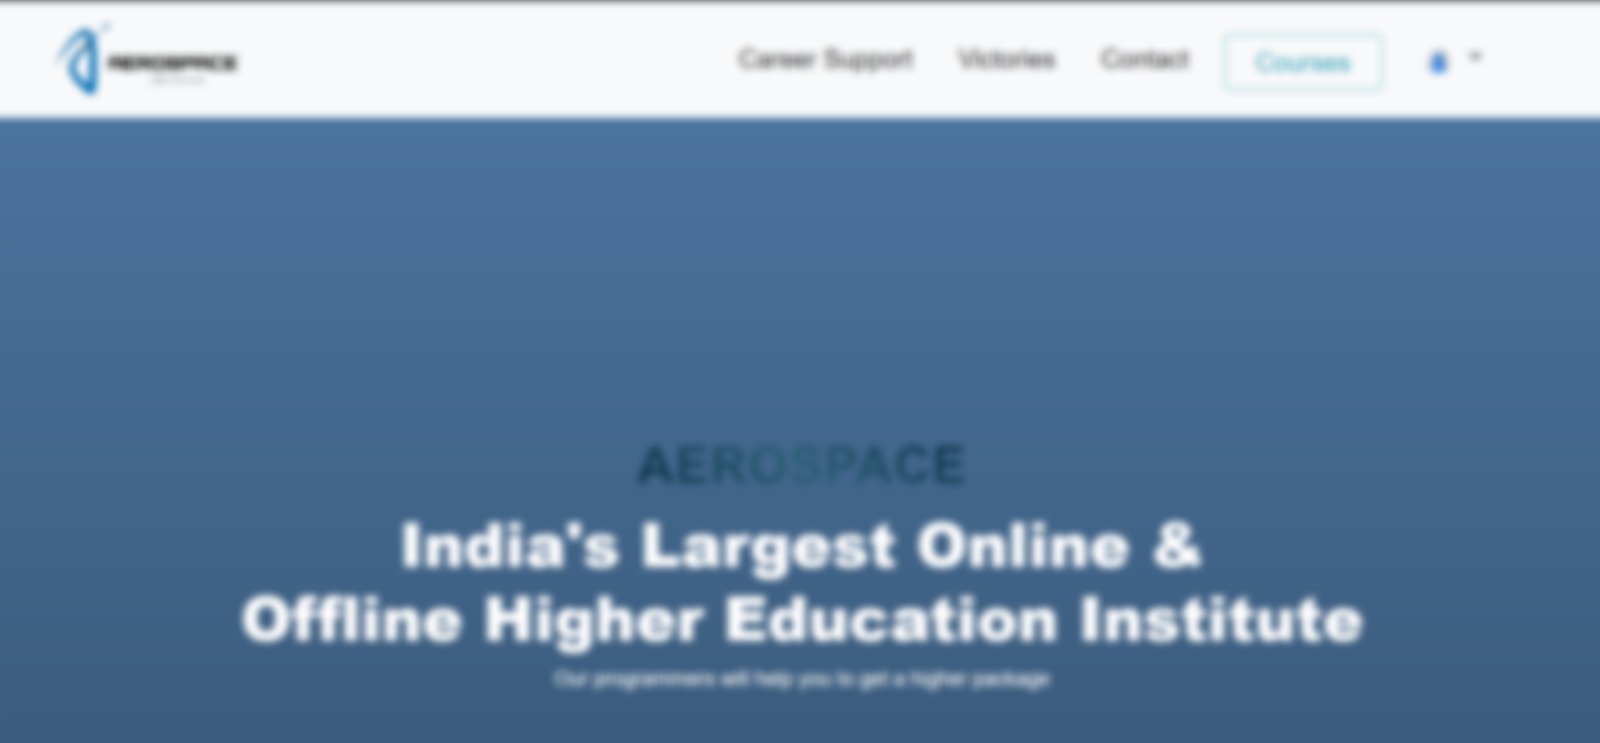 AEROSPACE
Career Support Victories Contact Courses
AEROSPACE
India's Largest Online &
Offline Higher Education Institute
Our programmers will help you to get a higher package